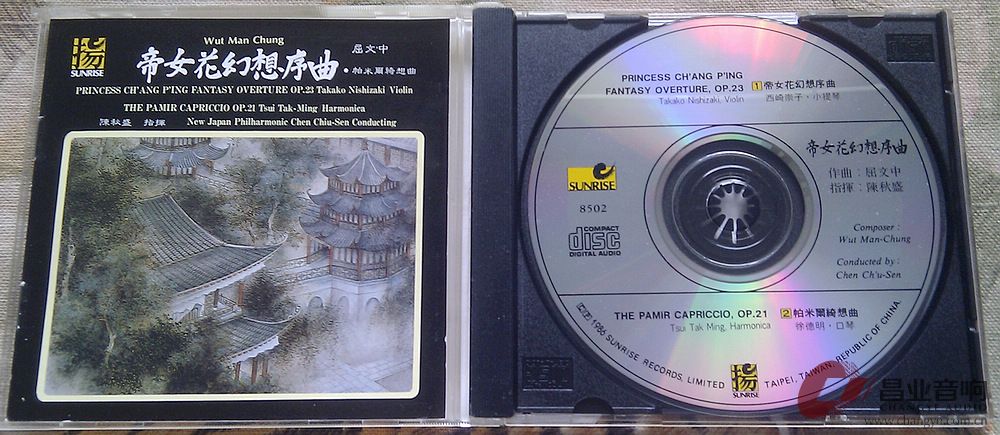 揚
SUNRISE
Wut Man Chung
屈文中
帝女花幻想序曲
•帕米爾綺想曲
PRINCESS CH'ANG P'ING FANTASY OVERTURE OP.23 Takako Nishizaki Violin
THE PAMIR CAPRICCIO OP.21 Tsui Tak-Ming Harmonica
陳秋盛 指揮
New Japan Philharmonic Chen Chiu-Sen Conducting
PRINCESS CH'ANG P'ING
FANTASY OVERTURE, OP.23
1 帝女花幻想序曲
Takako Nishizaki, Violin
西崎崇子·小提琴
帝女花幻想序曲
作曲：屈文中
指揮：陳秋盛
SUNRISE
8502
COMPACT
disc
DIGITAL AUDIO
Composer :
Wut Man-Chung
Conducted by :
Chen Ch'u-Sen
THE PAMIR CAPRICCIO, OP.21
2 帕米爾綺想曲
Tsui Tak Ming, Harmonica
徐德明·口琴
1986 SUNRISE RECORDS, LIMITED
揚
SUNRISE
TAIPEI, TAIWAN, REPUBLIC OF CHINA.
昌业音响
CHANGYE AUDIO